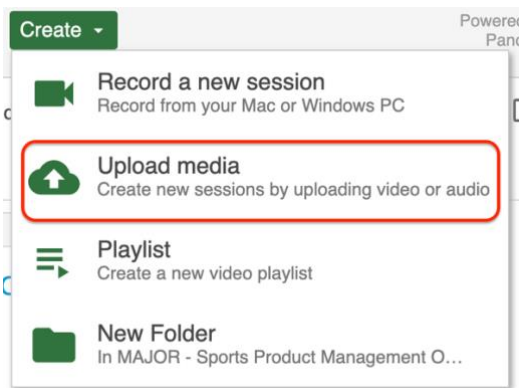 Create
Powered
Record a new session
Record from your Mac or Windows PC
Upload media
Create new sessions by uploading video or audio
Playlist
Create a new video playlist
New Folder
In MAJOR - Sports Product Management O...